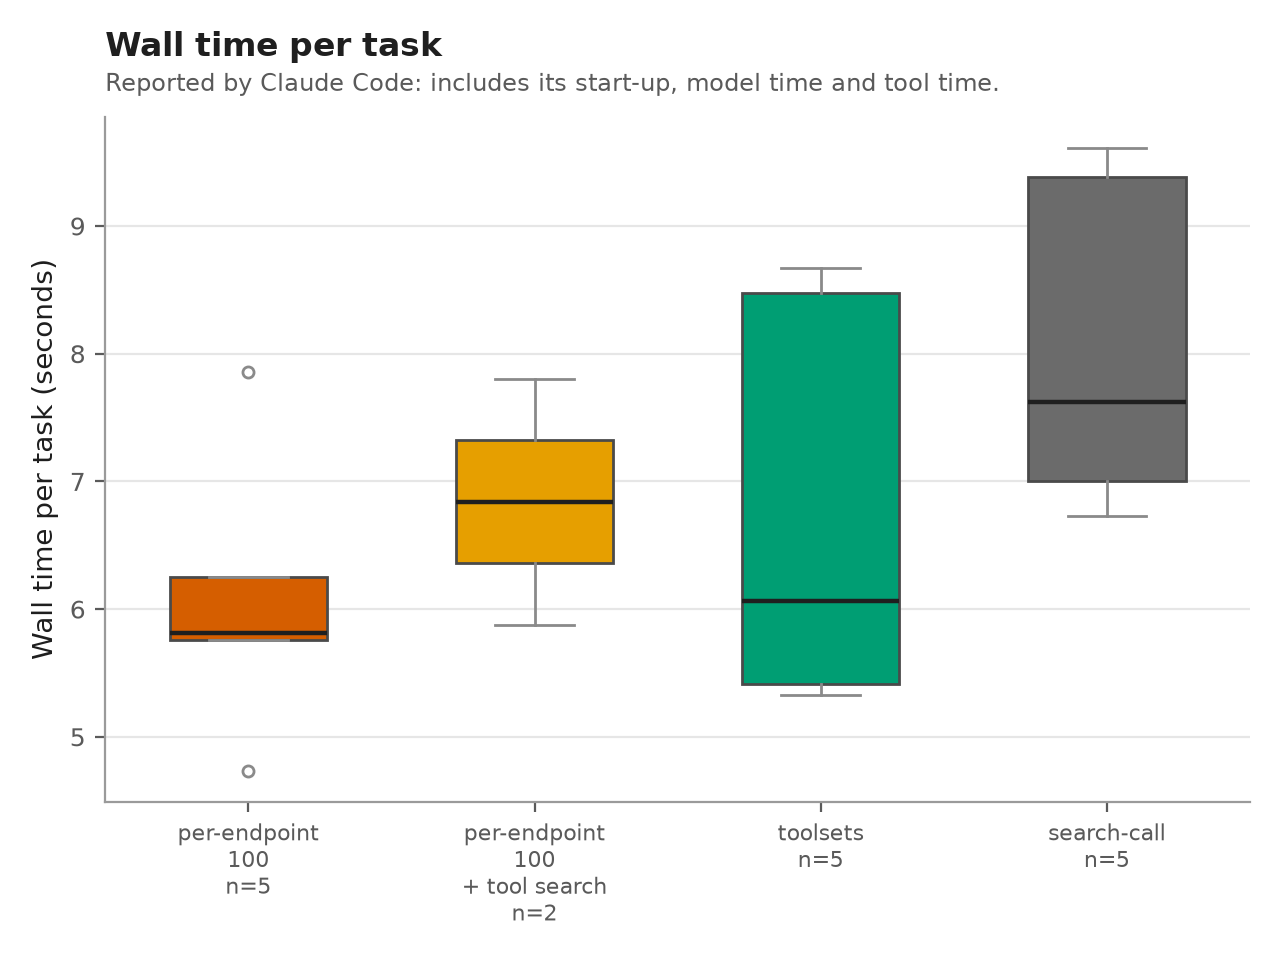 Wall time per task
Reported by Claude Code: includes its start-up, model time and tool time.
Wall time per task (seconds)
9
8
7
6
5
per-endpoint
100
n=5
per-endpoint
100
+ tool search
n=2
toolsets
n=5
search-call
n=5